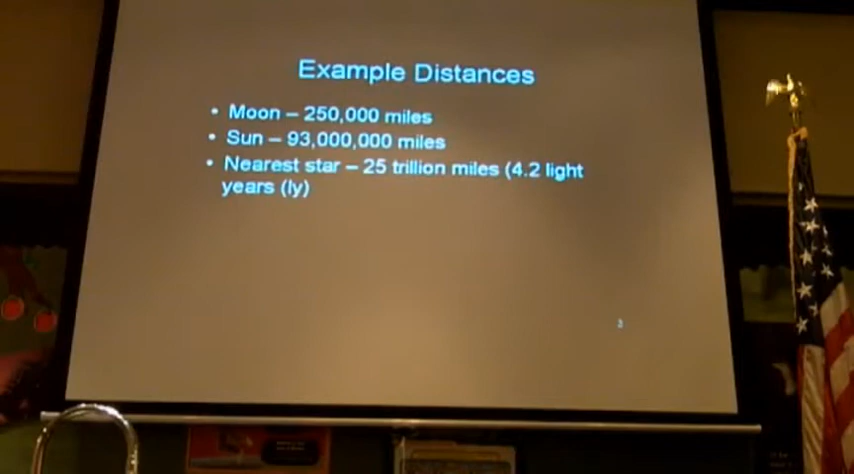 Example Distances
• Moon – 250,000 miles
• Sun – 93,000,000 miles
• Nearest star – 25 trillion miles (4.2 light
years (ly)